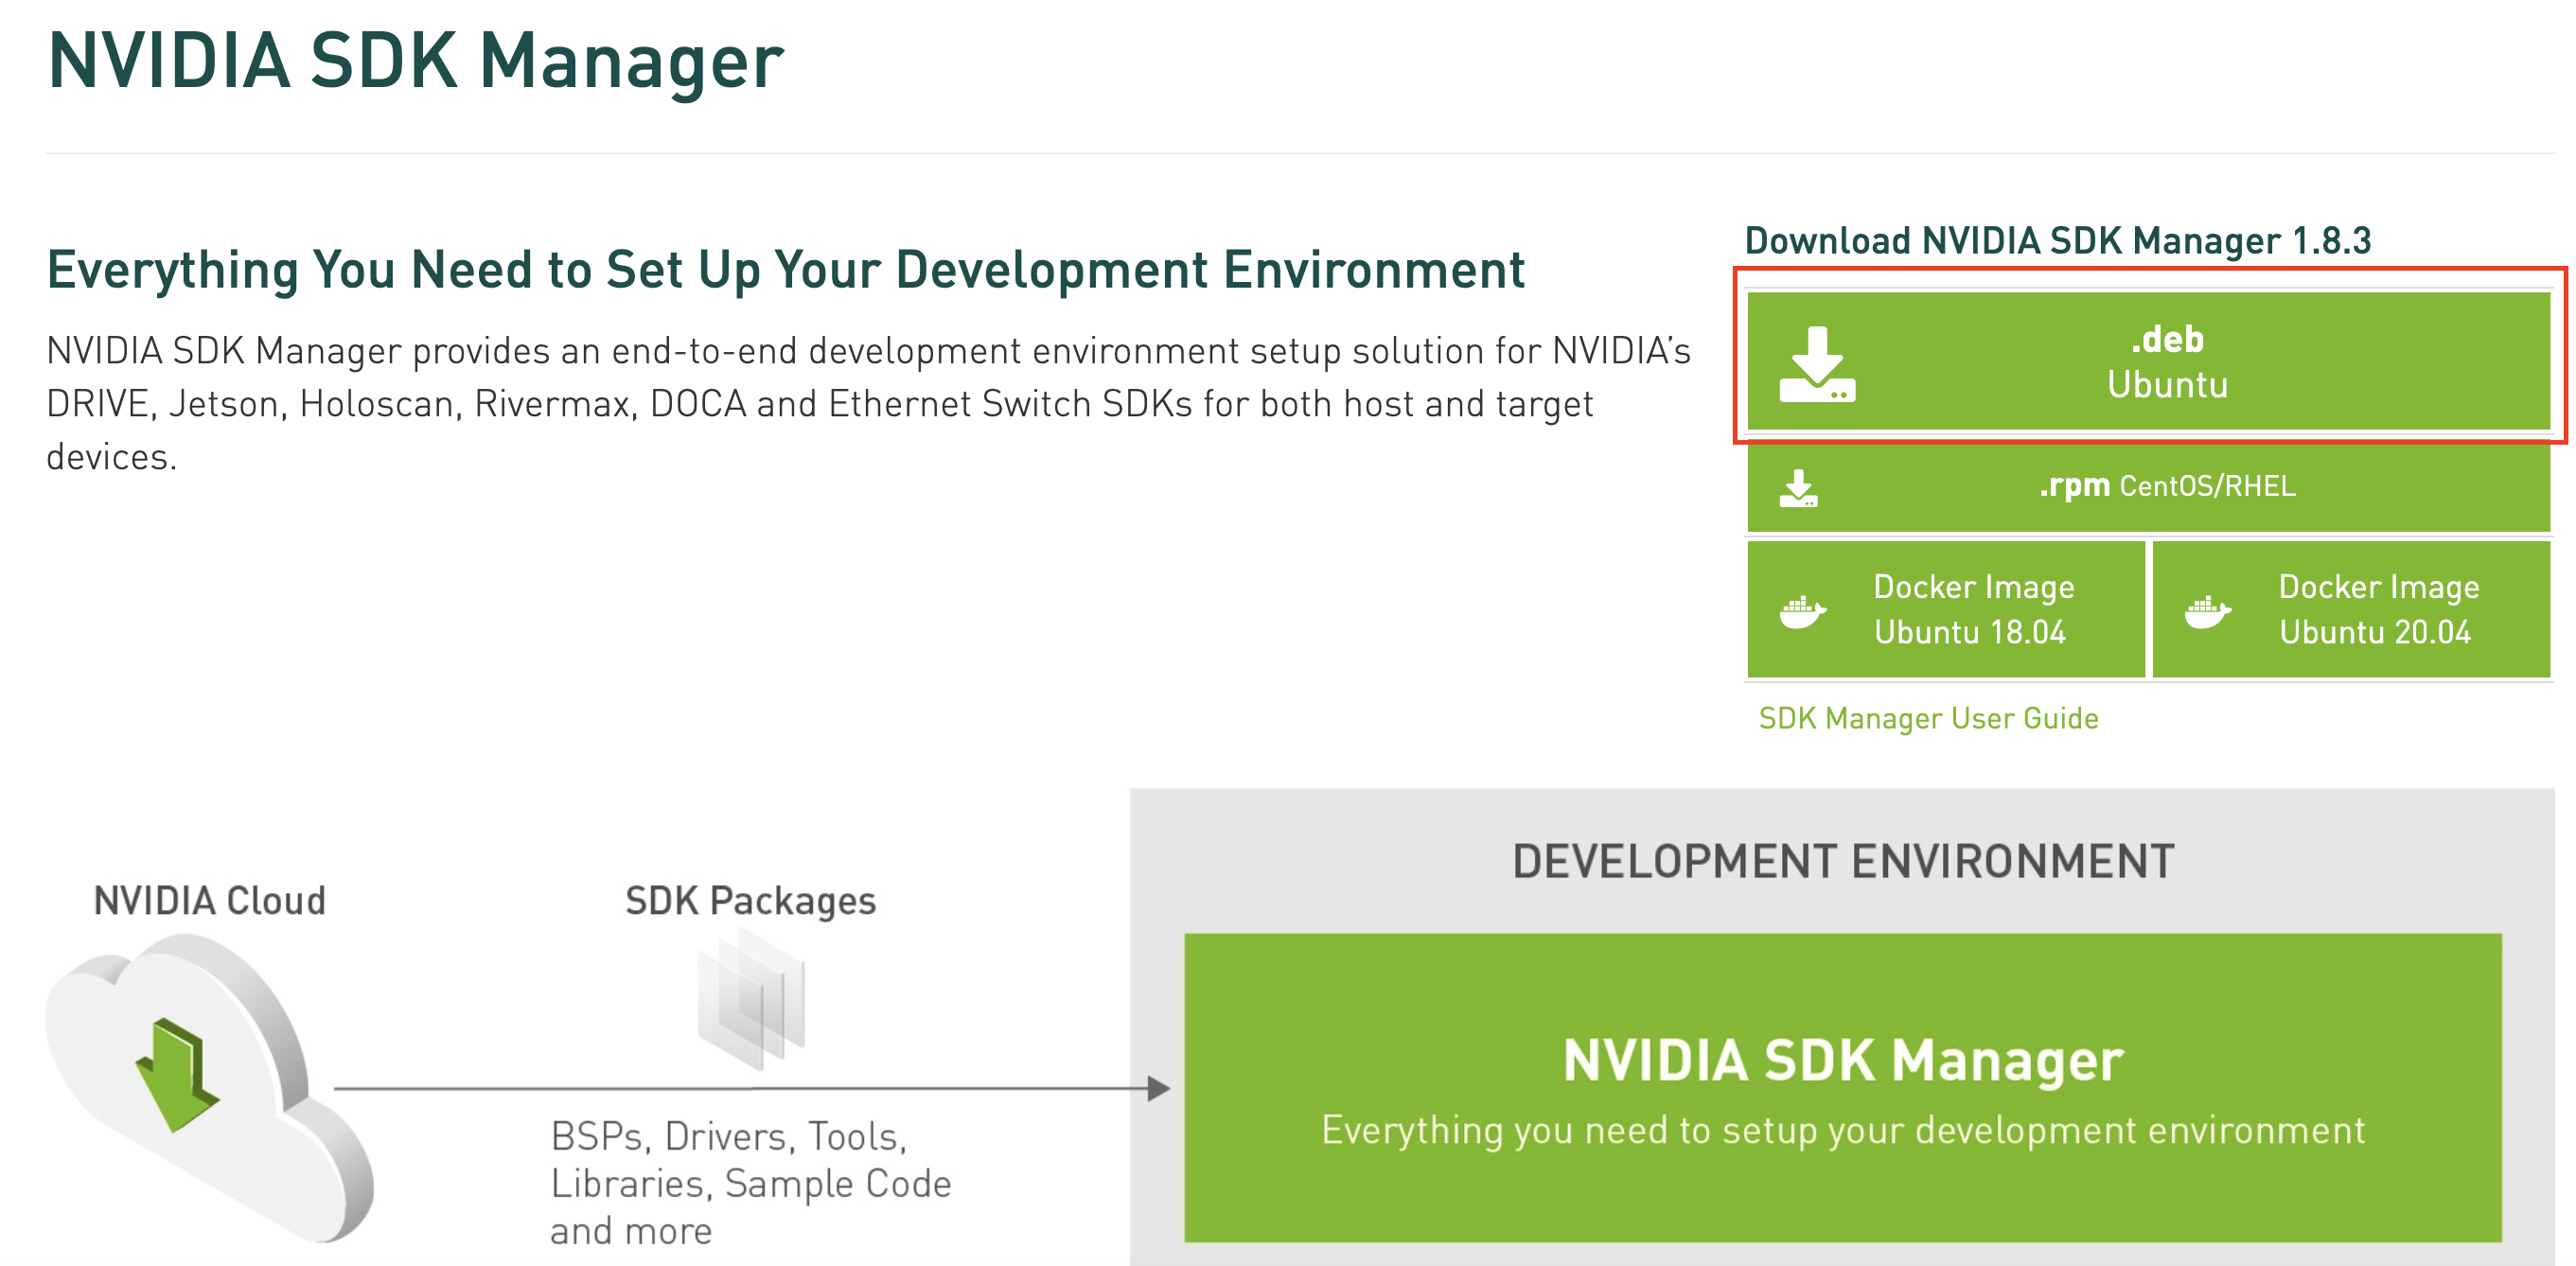 NVIDIA SDK Manager
Everything You Need to Set Up Your Development Environment
NVIDIA SDK Manager provides an end-to-end development environment setup solution for NVIDIA’s
DRIVE, Jetson, Holoscan, Rivermax, DOCA and Ethernet Switch SDKs for both host and target
devices.
Download NVIDIA SDK Manager 1.8.3
.deb
Ubuntu
.rpm CentOS/RHEL
Docker Image
Ubuntu 18.04
Docker Image
Ubuntu 20.04
SDK Manager User Guide
NVIDIA Cloud
SDK Packages
BSPs, Drivers, Tools,
Libraries, Sample Code
and more
DEVELOPMENT ENVIRONMENT
NVIDIA SDK Manager
Everything you need to setup your development environment